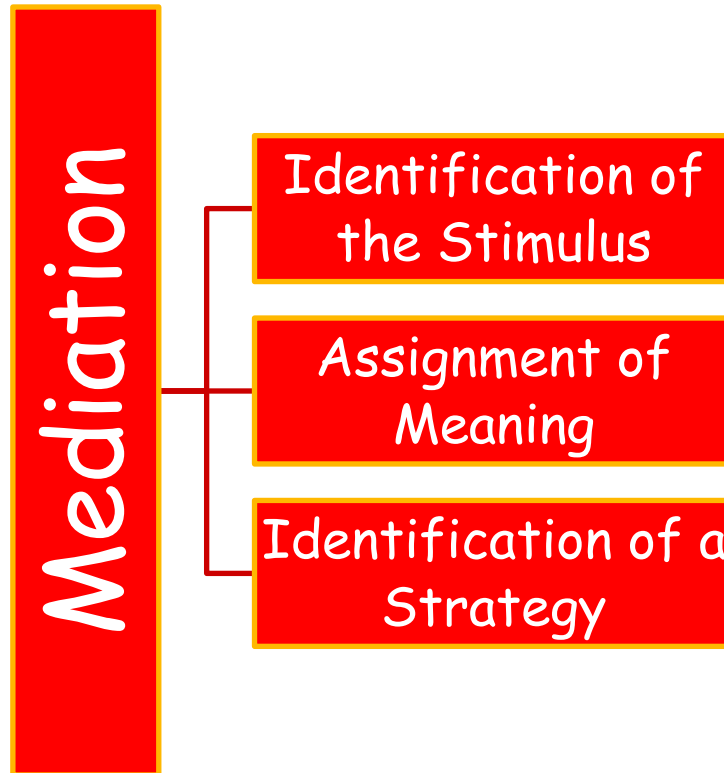 Mediation
Identification of
the Stimulus
Assignment of
Meaning
Identification of a
Strategy